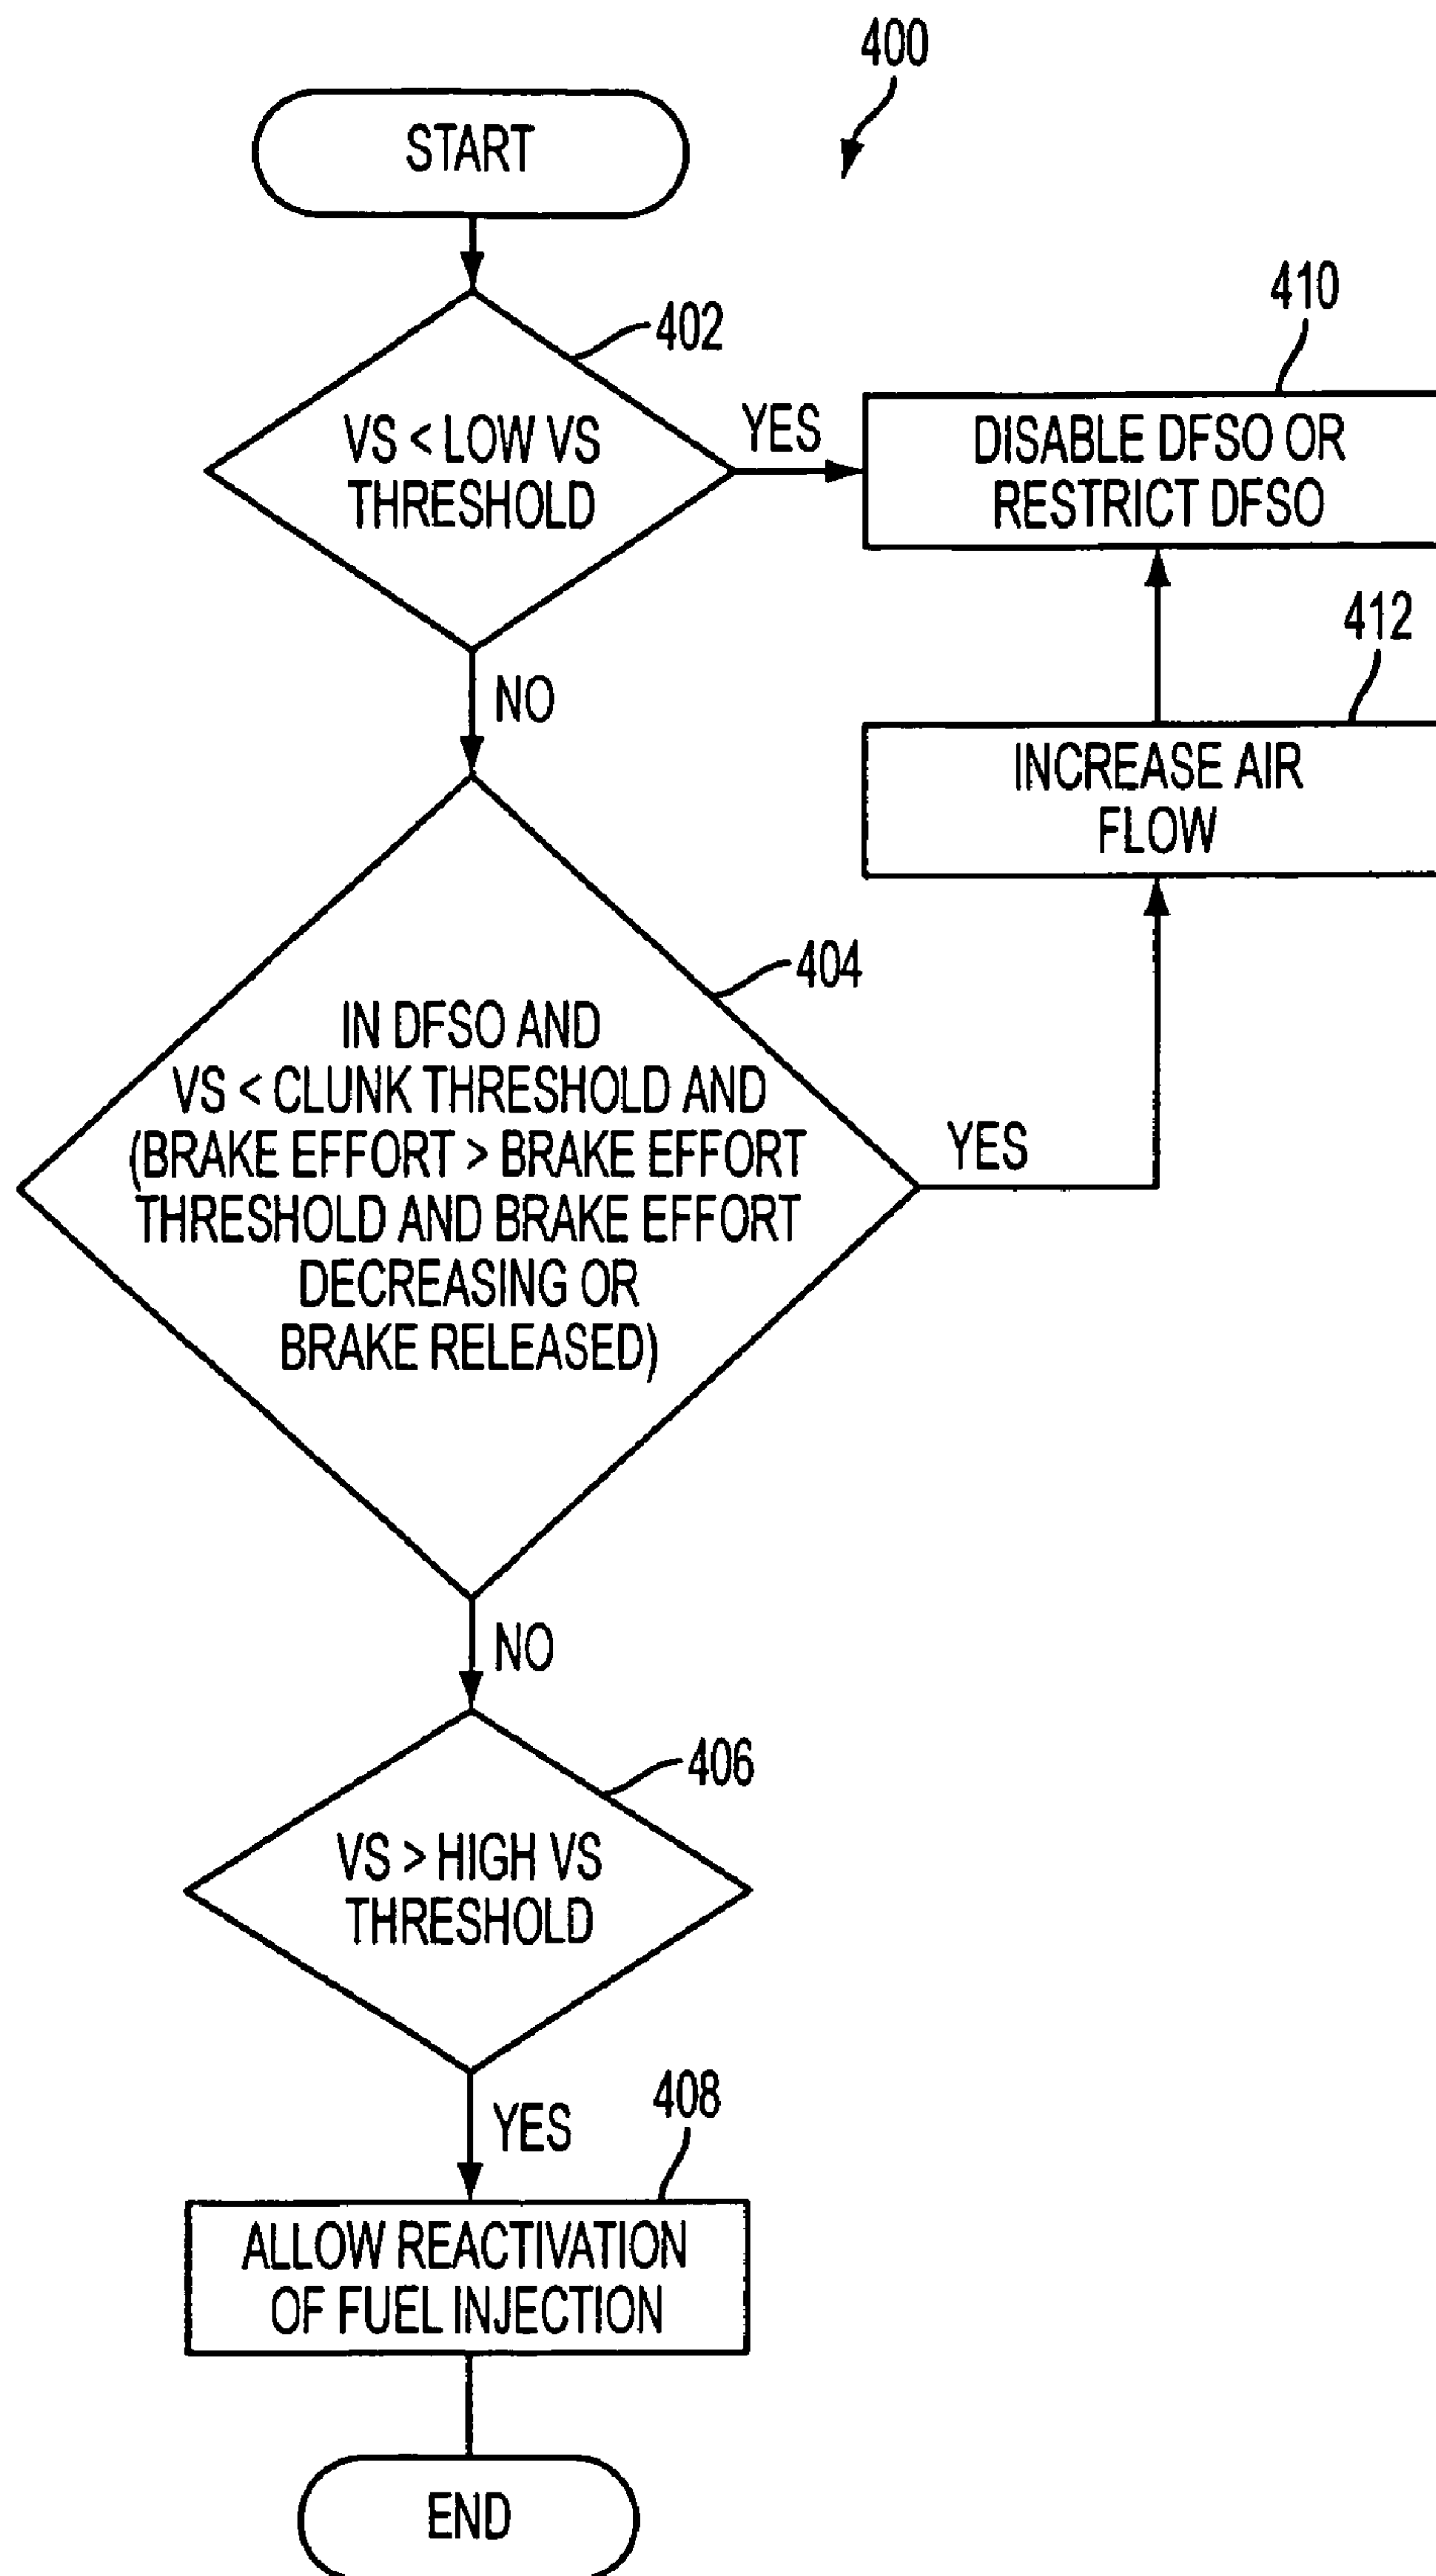 400
START
402
VS < LOW VS
THRESHOLD
YES
410
DISABLE DFSO OR
RESTRICT DFSO
NO
412
INCREASE AIR
FLOW
404
IN DFSO AND
VS < CLUNK THRESHOLD AND
(BRAKE EFFORT > BRAKE EFFORT
THRESHOLD AND BRAKE EFFORT
DECREASING OR
BRAKE RELEASED)
YES
NO
406
VS > HIGH VS
THRESHOLD
YES
408
ALLOW REACTIVATION
OF FUEL INJECTION
END